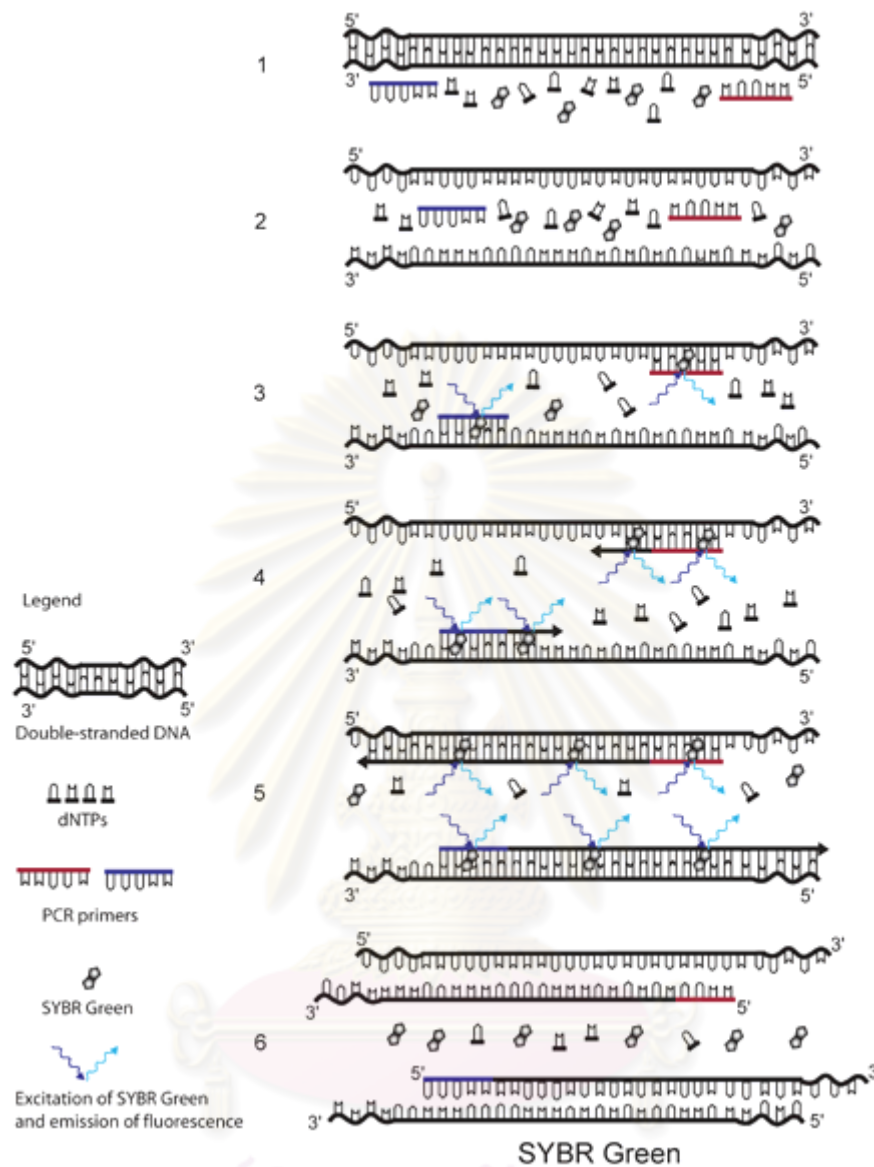 5' 3'
1
3' 5'
5' 3'
2
3' 5'
5' 3'
3
3' 5'
5' 3'
4
3' 5'
Legend
5' 3'
3' 5'
Double-stranded DNA
dNTPs
PCR primers
SYBR Green
Excitation of SYBR Green
and emission of fluorescence
5' 3'
5
3' 5'
5' 3'
3' 5'
6
5' 3'
3' 5'
SYBR Green